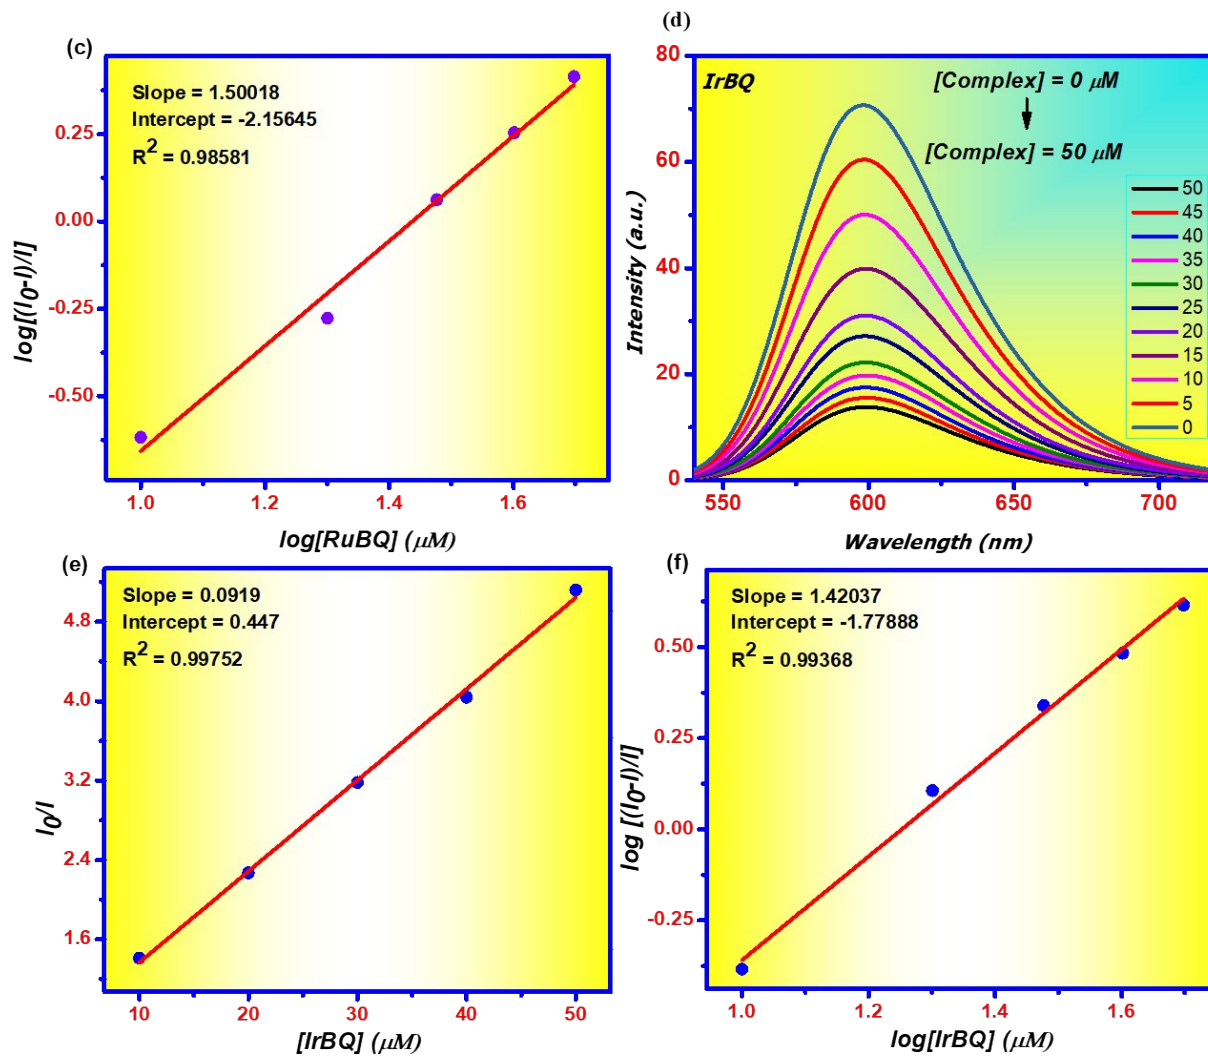 (c)
Slope = 1.50018
Intercept = -2.15645
R2 = 0.98581
log[(I0-I)/I]
0.25
0.00
-0.25
-0.50
1.0 1.2 1.4 1.6
log[RuBQ] (μM)
(d)
IrBQ
[Complex] = 0 μM
[Complex] = 50 μM
Intensity (a.u.)
80
60
40
20
0
50
45
40
35
30
25
20
15
10
5
0
550 600 650 700
Wavelength (nm)
(e)
Slope = 0.0919
Intercept = 0.447
R2 = 0.99752
I0/I
4.8
4.0
3.2
2.4
1.6
10 20 30 40 50
[IrBQ] (μM)
(f)
Slope = 1.42037
Intercept = -1.77888
R2 = 0.99368
log [(I0-I)/I]
0.50
0.25
0.00
-0.25
1.0 1.2 1.4 1.6
log[IrBQ] (μM)